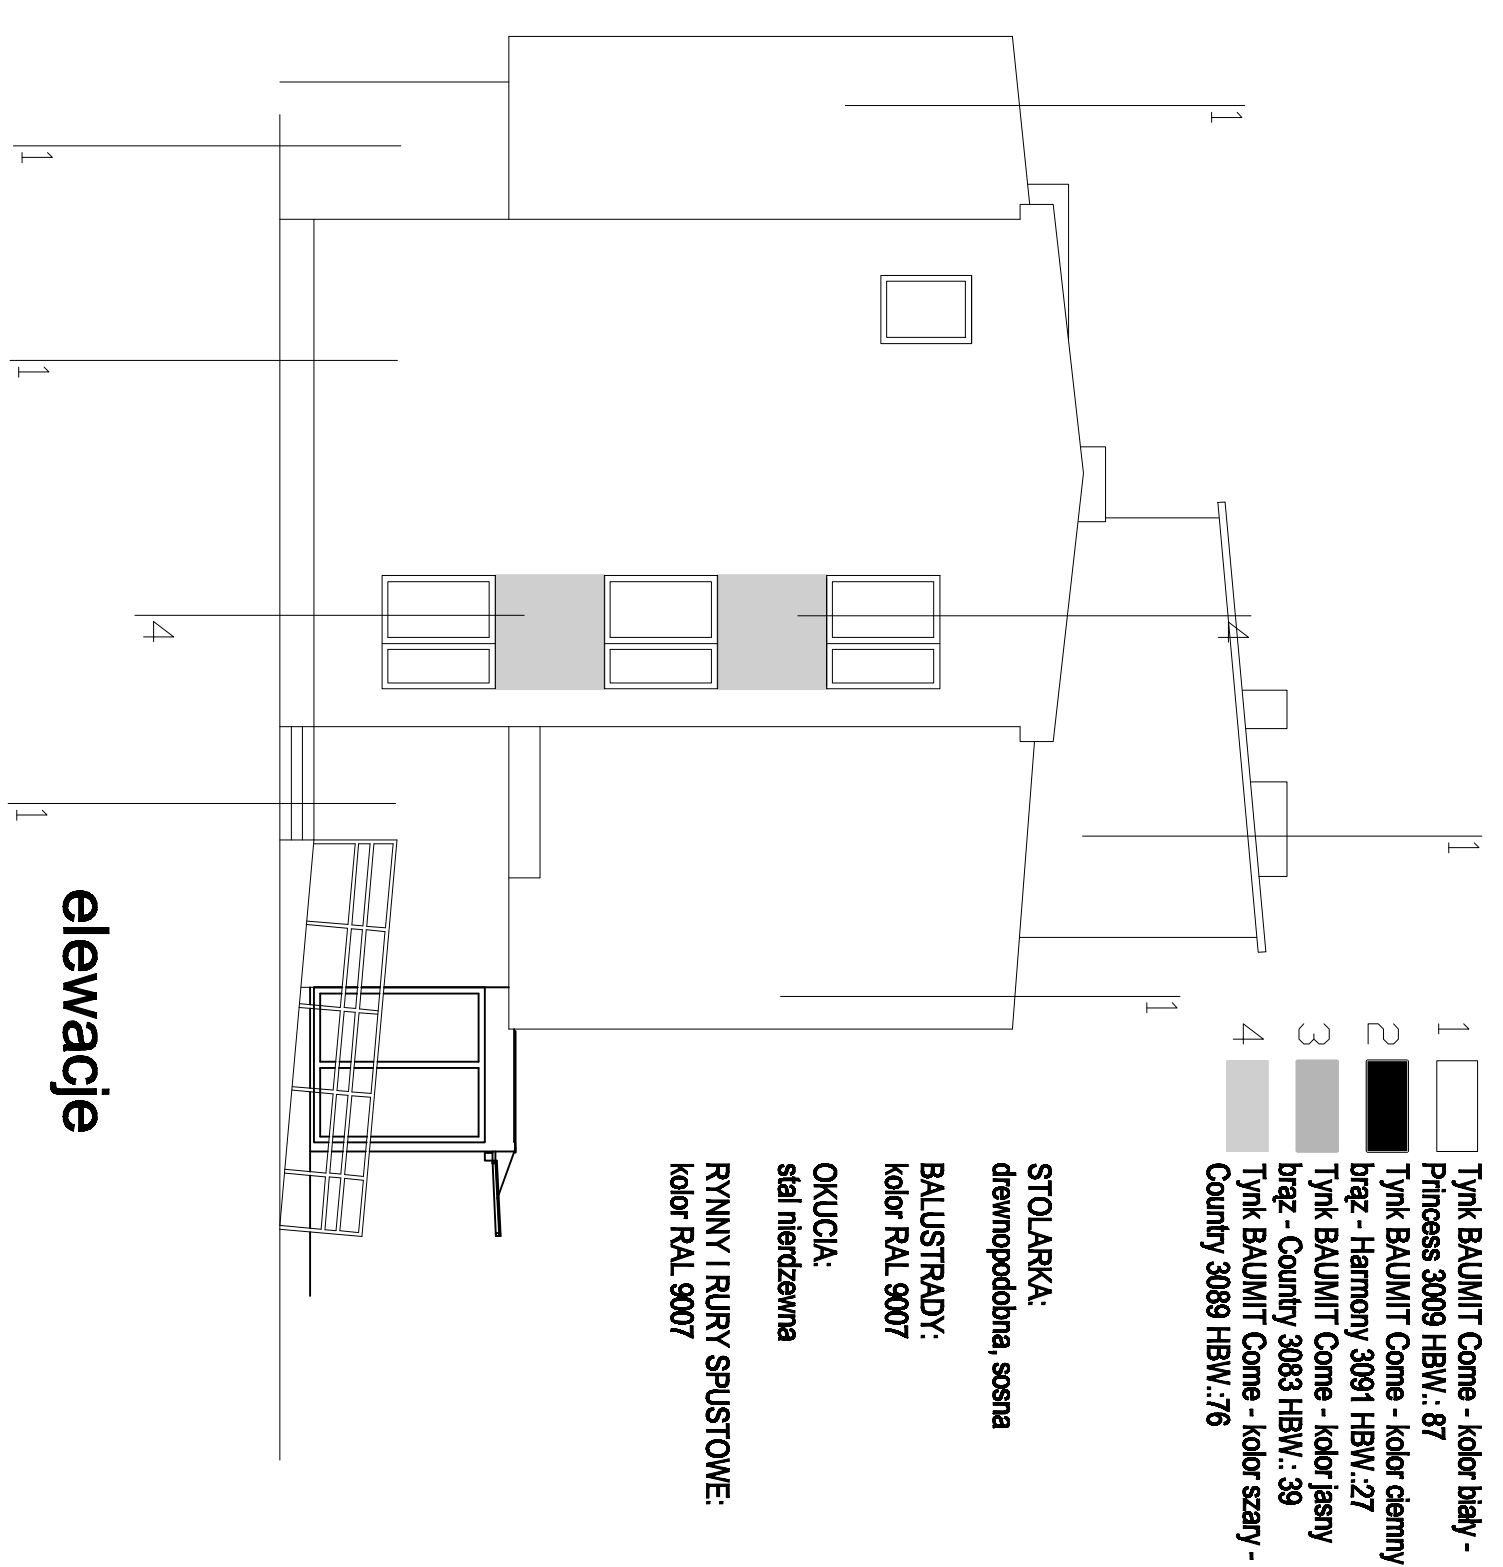 1
1
1
1
1
1
1
4
4
1
Tynk BAUMIT Come - kolor biały -
Princess 3009 HBW.: 87
2
Tynk BAUMIT Come - kolor ciemny
brąz - Harmony 3091 HBW.:27
3
Tynk BAUMIT Come - kolor jasny
brąz - Country 3083 HBW.: 39
4
Tynk BAUMIT Come - kolor szary -
Country 3089 HBW.:76
STOLARKA:
drewnopodobna, sosna
BALUSTRADY:
kolor RAL 9007
OKUCIA:
stal nierdzewna
RYNNY I RURY SPUSTOWE:
kolor RAL 9007
elewacje